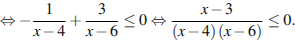 ⇔ − 1/(x−4) + 3/(x−6) ≤ 0 ⇔ (x−3)/((x−4)(x−6)) ≤ 0.